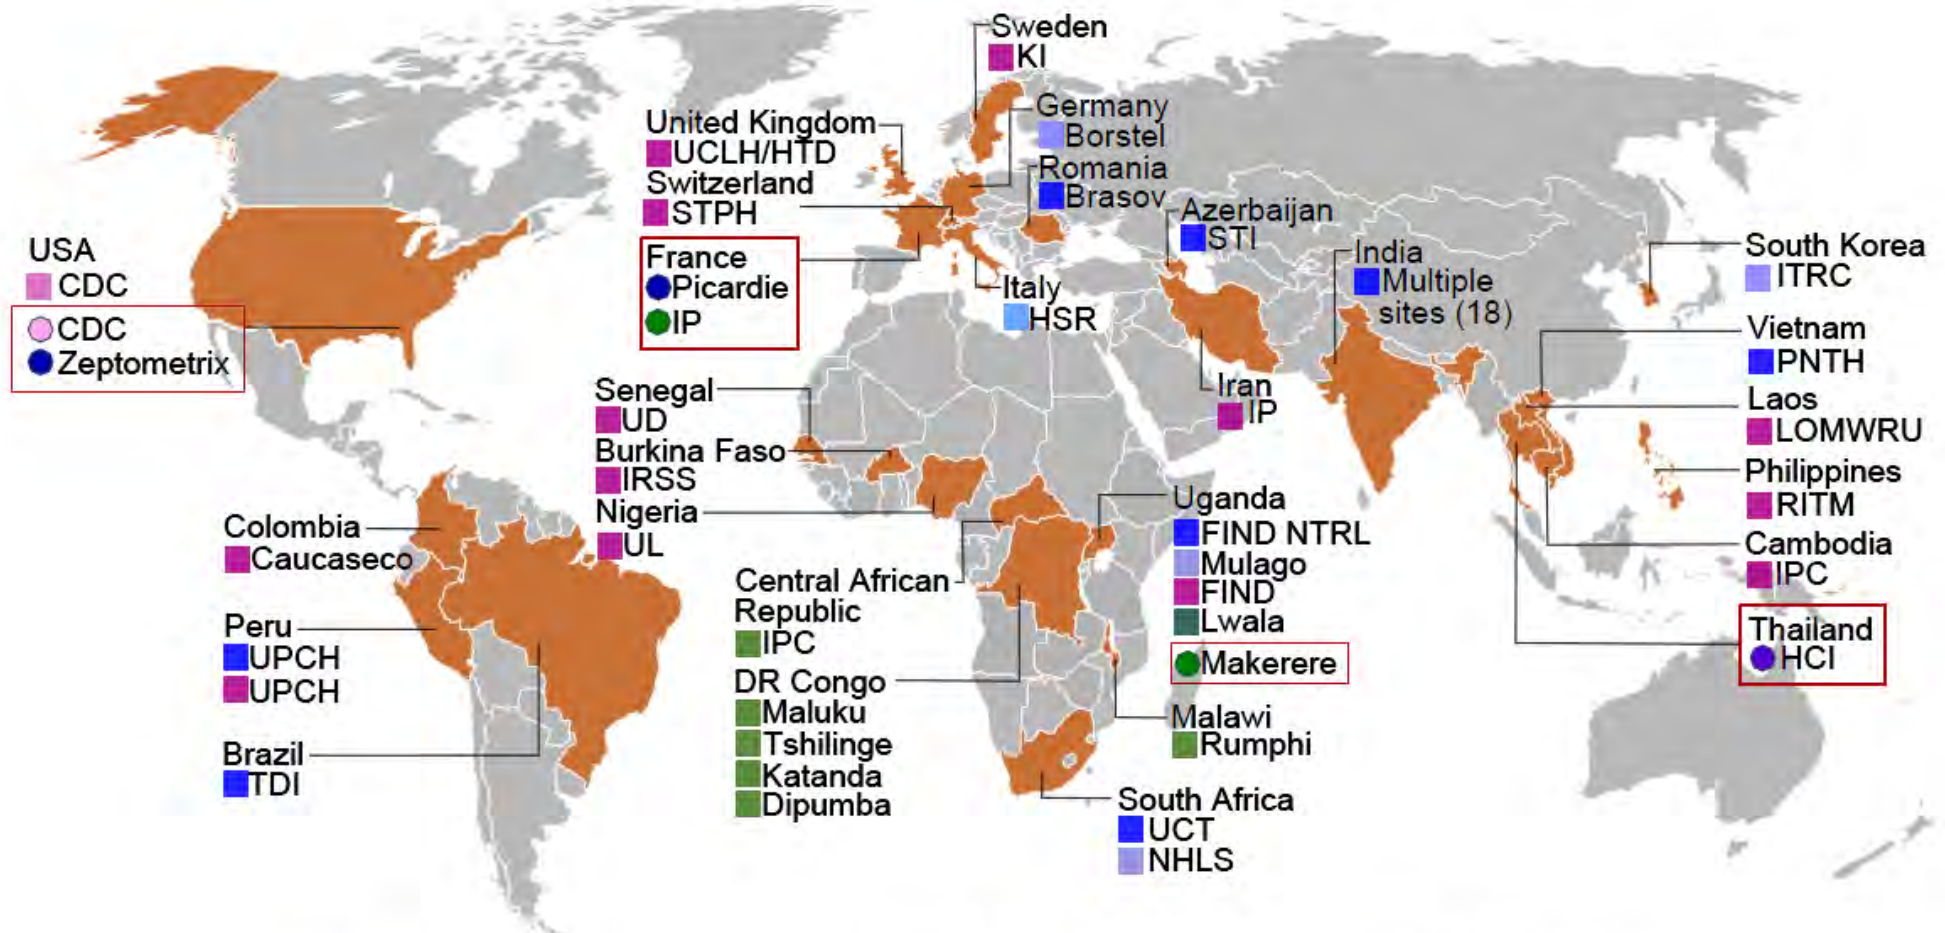 USA
CDC
CDC
Zeptometrix
Colombia
Caucaseco
Peru
UPCH
UPCH
Brazil
TDI
United Kingdom
UCLH/HTD
Switzerland
STPH
France
Picardie
IP
Senegal
UD
Burkina Faso
IRSS
Nigeria
UL
Central African
Republic
IPC
DR Congo
Maluku
Tshilinge
Katanda
Dipumba
Sweden
KI
Germany
Borstel
Romania
Brasov
Italy
HSR
Azerbaijan
STI
Iran
IP
India
Multiple
sites (18)
Uganda
FIND NTRL
Mulago
FIND
Lwala
Makerere
Malawi
Rumphi
South Africa
UCT
NHLS
South Korea
ITRC
Vietnam
PNTH
Laos
LOMWRU
Philippines
RITM
Cambodia
IPC
Thailand
HCI